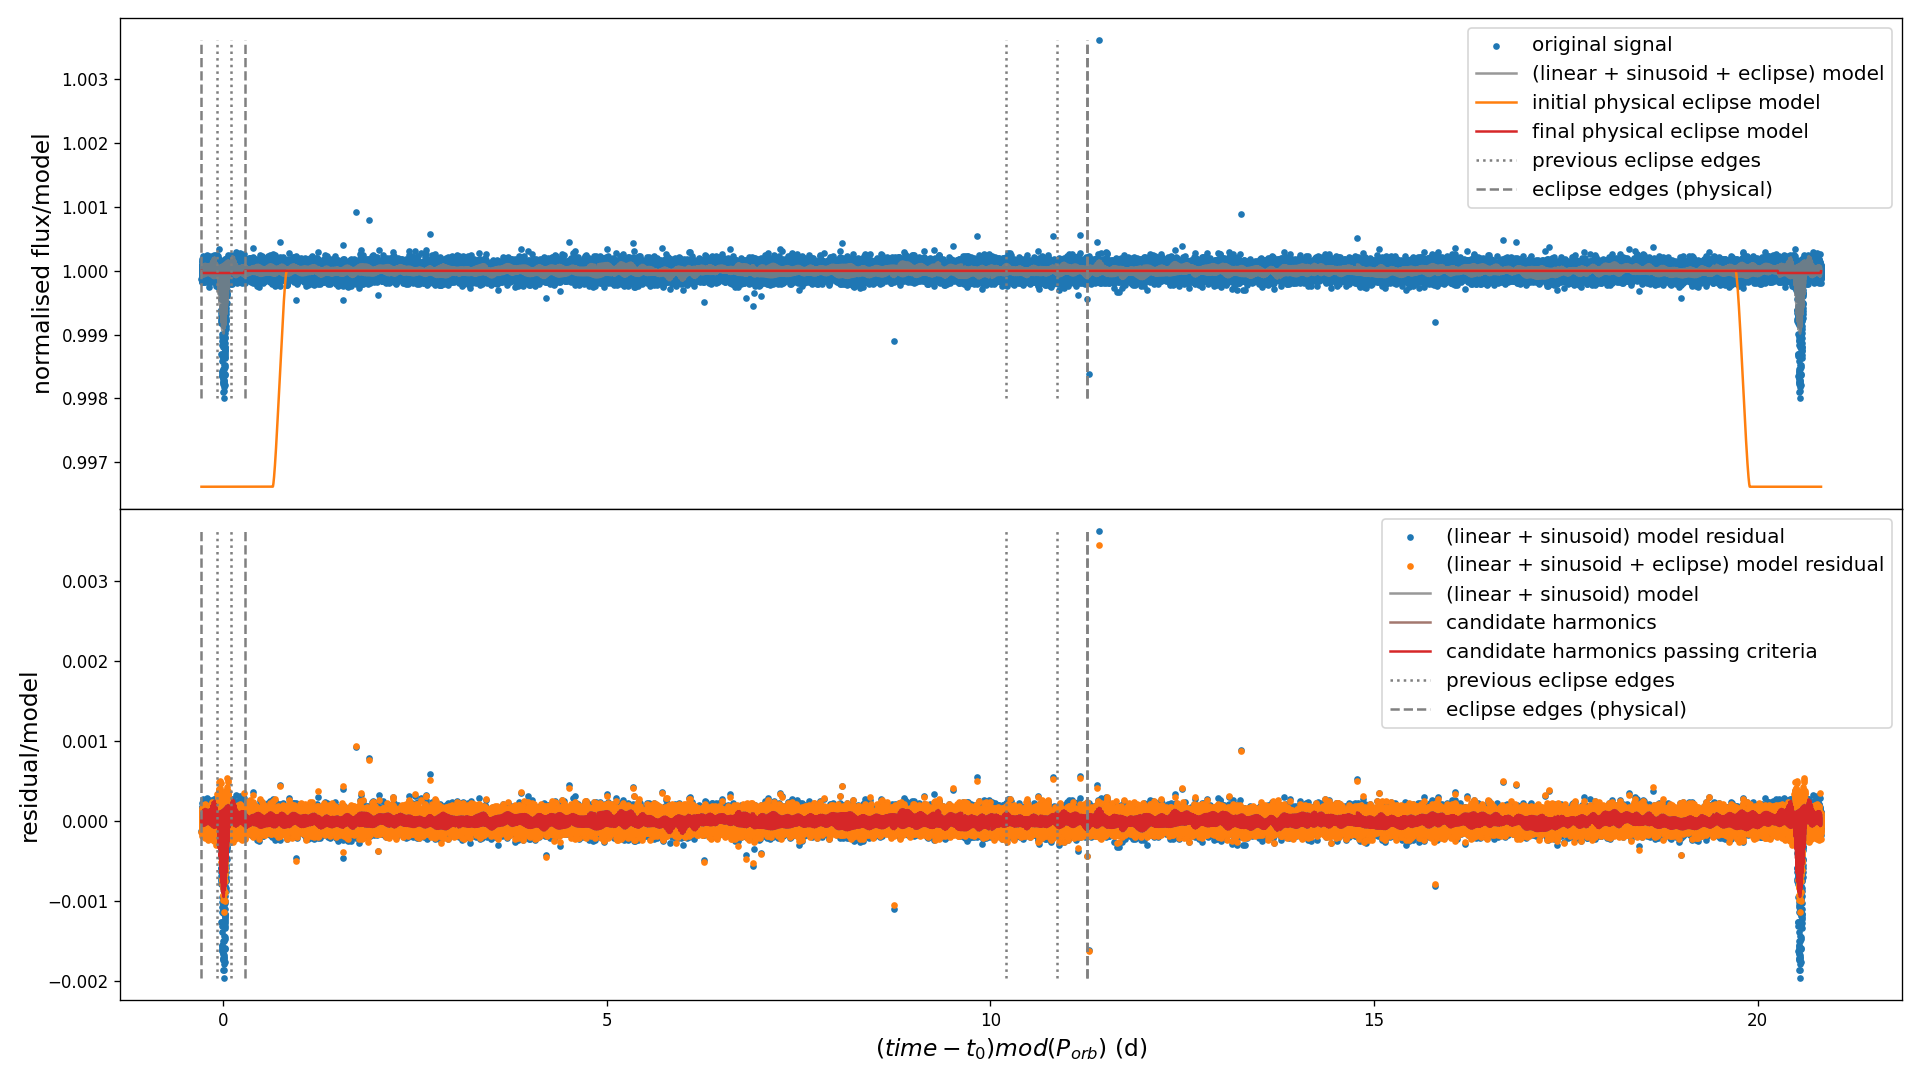 normalised flux/model
1.003
1.002
1.001
1.000
0.999
0.998
0.997
original signal
(linear + sinusoid + eclipse) model
initial physical eclipse model
final physical eclipse model
previous eclipse edges
eclipse edges (physical)
residual/model
0.003
0.002
0.001
0.000
−0.001
−0.002
(linear + sinusoid) model residual
(linear + sinusoid + eclipse) model residual
(linear + sinusoid) model
candidate harmonics
candidate harmonics passing criteria
previous eclipse edges
eclipse edges (physical)
0 5 10 15 20
(time − t₀)mod(P_orb) (d)